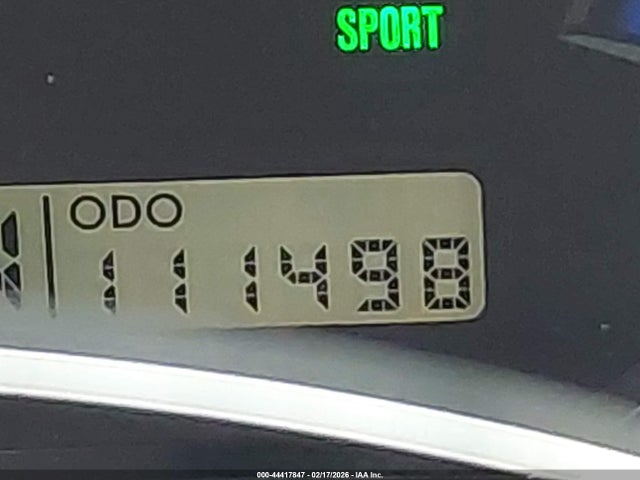 SPORT
ODO
111498
000-44417847 - 02/17/2026 - IAA Inc.